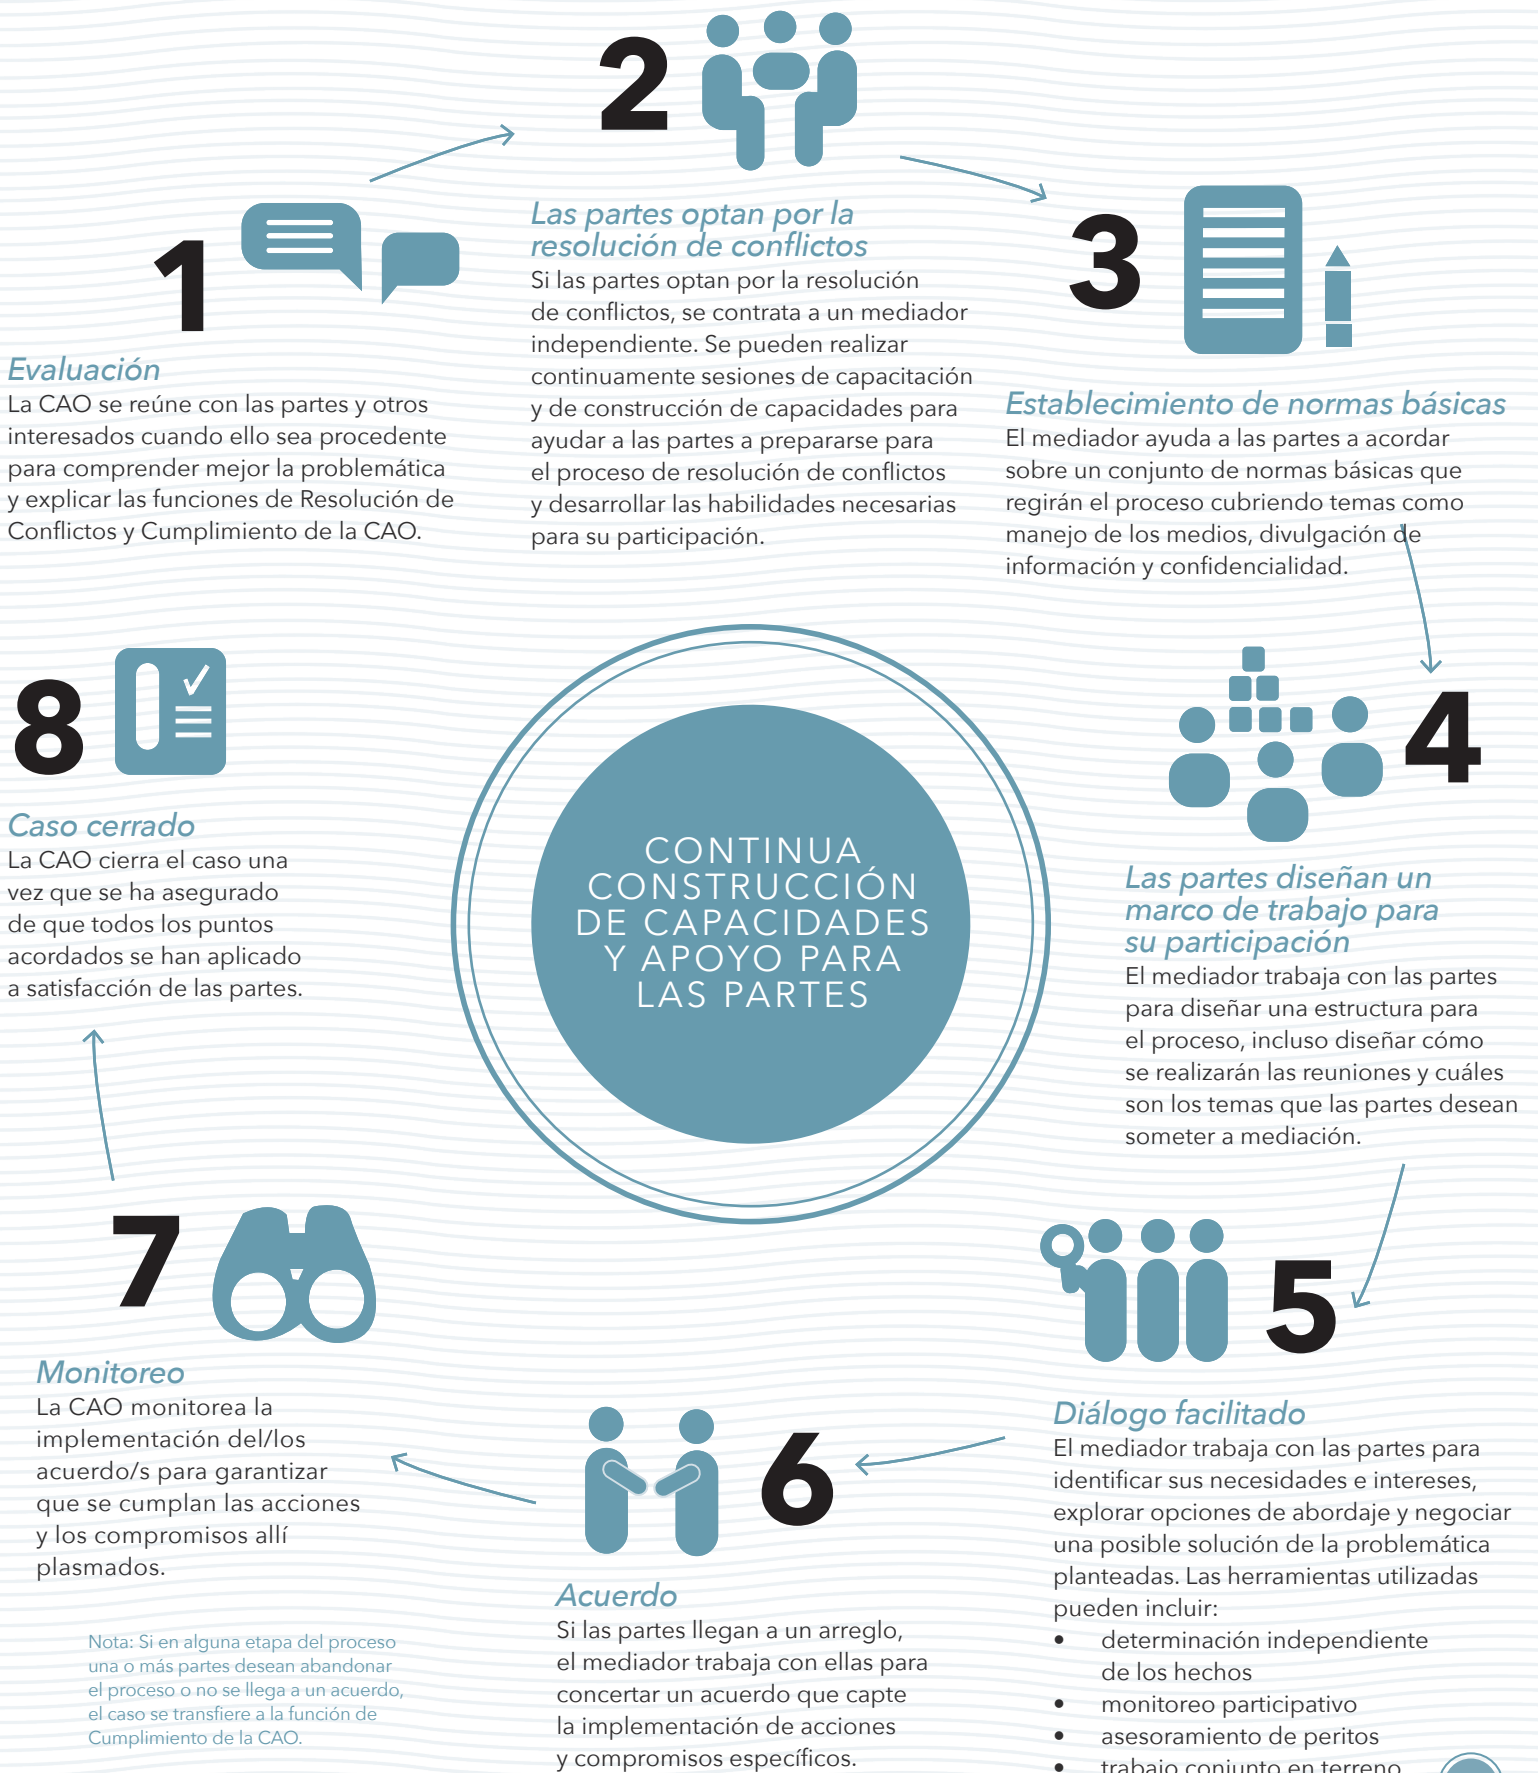 1
Evaluación
La CAO se reúne con las partes y otros
interesados cuando ello sea procedente
para comprender mejor la problemática
y explicar las funciones de Resolución de
Conflictos y Cumplimiento de la CAO.
2
Las partes optan por la
resolución de conflictos
Si las partes optan por la resolución
de conflictos, se contrata a un mediador
independiente. Se pueden realizar
continuamente sesiones de capacitación
y de construcción de capacidades para
ayudar a las partes a prepararse para
el proceso de resolución de conflictos
y desarrollar las habilidades necesarias
para su participación.
3
Establecimiento de normas básicas
El mediador ayuda a las partes a acordar
sobre un conjunto de normas básicas que
regirán el proceso cubriendo temas como
manejo de los medios, divulgación de
información y confidencialidad.
4
Las partes diseñan un
marco de trabajo para
su participación
El mediador trabaja con las partes
para diseñar una estructura para
el proceso, incluso diseñar cómo
se realizarán las reuniones y cuáles
son los temas que las partes desean
someter a mediación.
5
Diálogo facilitado
El mediador trabaja con las partes para
identificar sus necesidades e intereses,
explorar opciones de abordaje y negociar
una posible solución de la problemática
planteadas. Las herramientas utilizadas
pueden incluir:
• determinación independiente
de los hechos
• monitoreo participativo
• asesoramiento de peritos
• trabajo conjunto en terreno
6
Acuerdo
Si las partes llegan a un arreglo,
el mediador trabaja con ellas para
concertar un acuerdo que capte
la implementación de acciones
y compromisos específicos.
7
Monitoreo
La CAO monitorea la
implementación del/los
acuerdo/s para garantizar
que se cumplan las acciones
y los compromisos allí
plasmados.
8
Caso cerrado
La CAO cierra el caso una
vez que se ha asegurado
de que todos los puntos
acordados se han aplicado
a satisfacción de las partes.
CONTINUA
CONSTRUCCIÓN
DE CAPACIDADES
Y APOYO PARA
LAS PARTES
Nota: Si en alguna etapa del proceso
una o más partes desean abandonar
el proceso o no se llega a un acuerdo,
el caso se transfiere a la función de
Cumplimiento de la CAO.